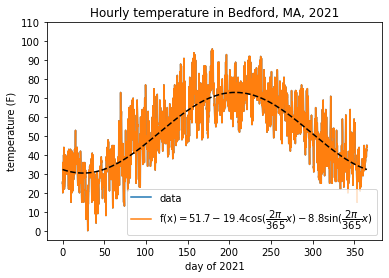 Hourly temperature in Bedford, MA, 2021
temperature (F)
110
100
90
80
70
60
50
40
30
20
10
0
data
f(x) = 51.7 − 19.4cos(\frac{2π}{365}x) − 8.8sin(\frac{2π}{365}x)
0 50 100 150 200 250 300 350
day of 2021